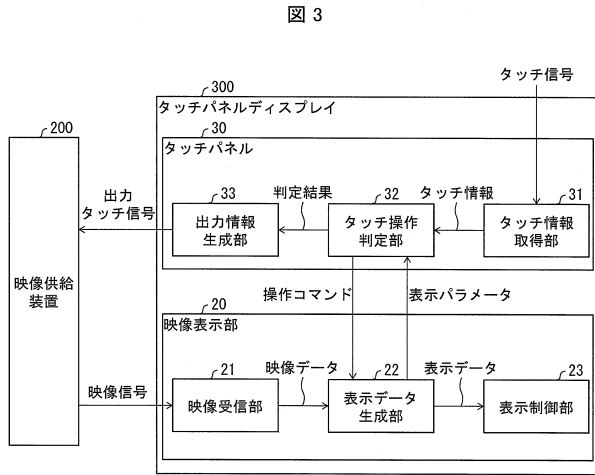 図3
タッチ信号
300
タッチパネルディスプレイ
200
30
タッチパネル
出力
タッチ信号
33
判定結果
32
タッチ情報
31
出力情報
生成部
タッチ操作
判定部
タッチ情報
取得部
映像供給
装置
操作コマンド
表示パラメータ
20
映像表示部
映像信号
21
映像データ
22
表示データ
23
映像受信部
表示データ
生成部
表示制御部